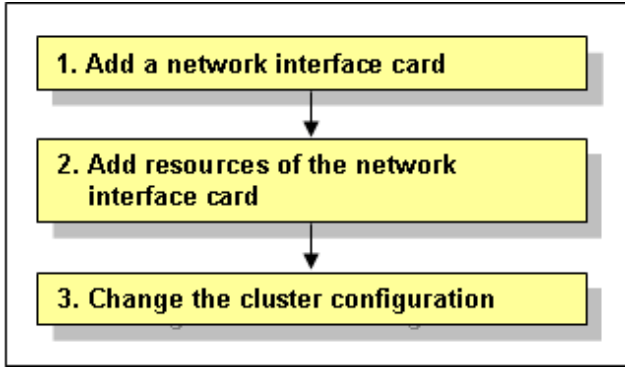 1. Add a network interface card
2. Add resources of the network
interface card
3. Change the cluster configuration